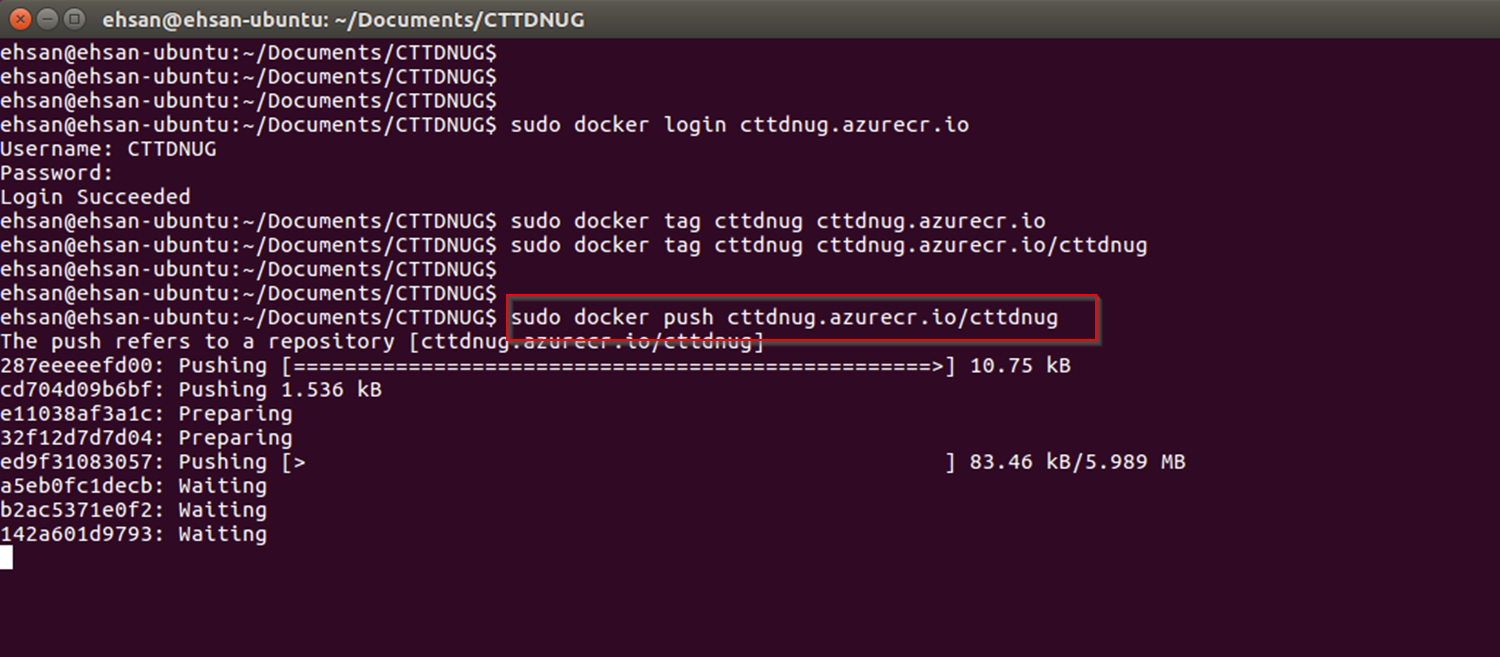 ehsan@ehsan-ubuntu: ~/Documents/CTTDNUG
ehsan@ehsan-ubuntu:~/Documents/CTTDNUG$
ehsan@ehsan-ubuntu:~/Documents/CTTDNUG$
ehsan@ehsan-ubuntu:~/Documents/CTTDNUG$
ehsan@ehsan-ubuntu:~/Documents/CTTDNUG$ sudo docker login cttdnug.azurecr.io
Username: CTTDNUG
Password:
Login Succeeded
ehsan@ehsan-ubuntu:~/Documents/CTTDNUG$ sudo docker tag cttdnug cttdnug.azurecr.io
ehsan@ehsan-ubuntu:~/Documents/CTTDNUG$ sudo docker tag cttdnug cttdnug.azurecr.io/cttdnug
ehsan@ehsan-ubuntu:~/Documents/CTTDNUG$
ehsan@ehsan-ubuntu:~/Documents/CTTDNUG$
ehsan@ehsan-ubuntu:~/Documents/CTTDNUG$ sudo docker push cttdnug.azurecr.io/cttdnug
The push refers to a repository [cttdnug.azurecr.io/cttdnug]
287eeeeefd00: Pushing [==================================================>] 10.75 kB
cd704d09b6bf: Pushing 1.536 kB
e11038af3a1c: Preparing
32f12d7d7d04: Preparing
ed9f31083057: Pushing [>                                                  ] 83.46 kB/5.989 MB
a5eb0fc1decb: Waiting
b2ac5371e0f2: Waiting
142a601d9793: Waiting